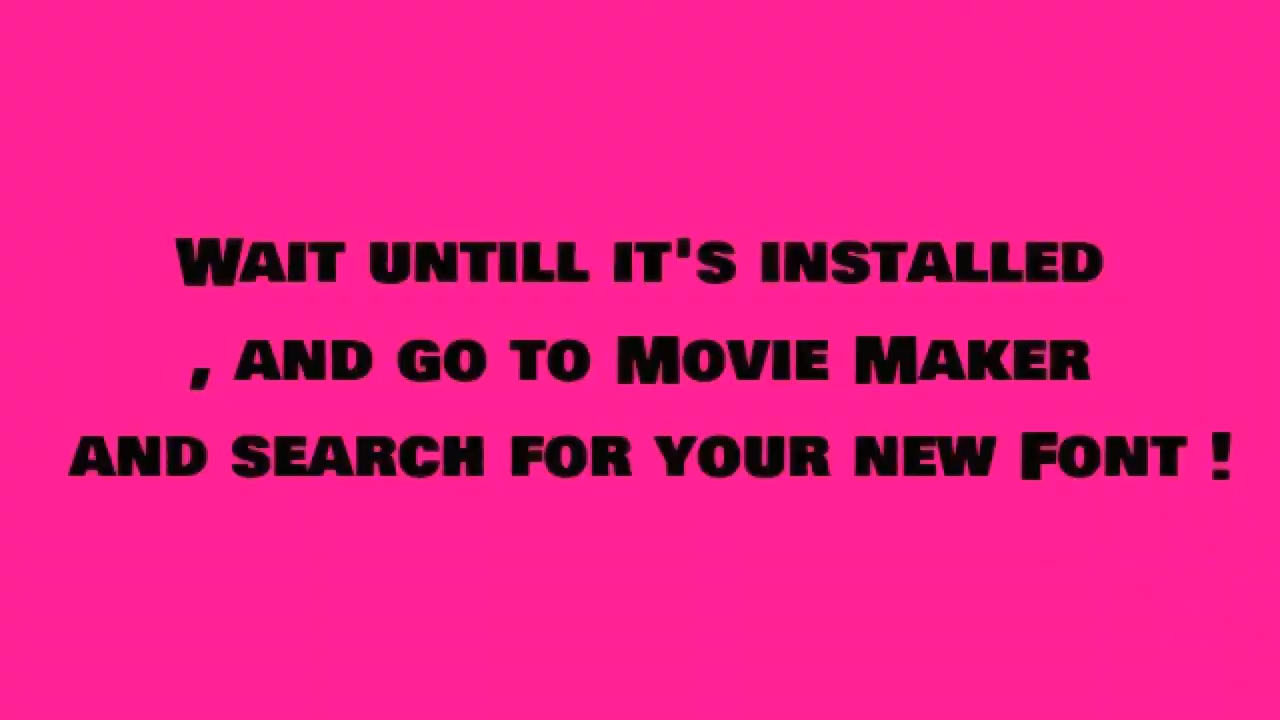 Wait untill it's installed
, and go to Movie Maker
and search for your new Font !